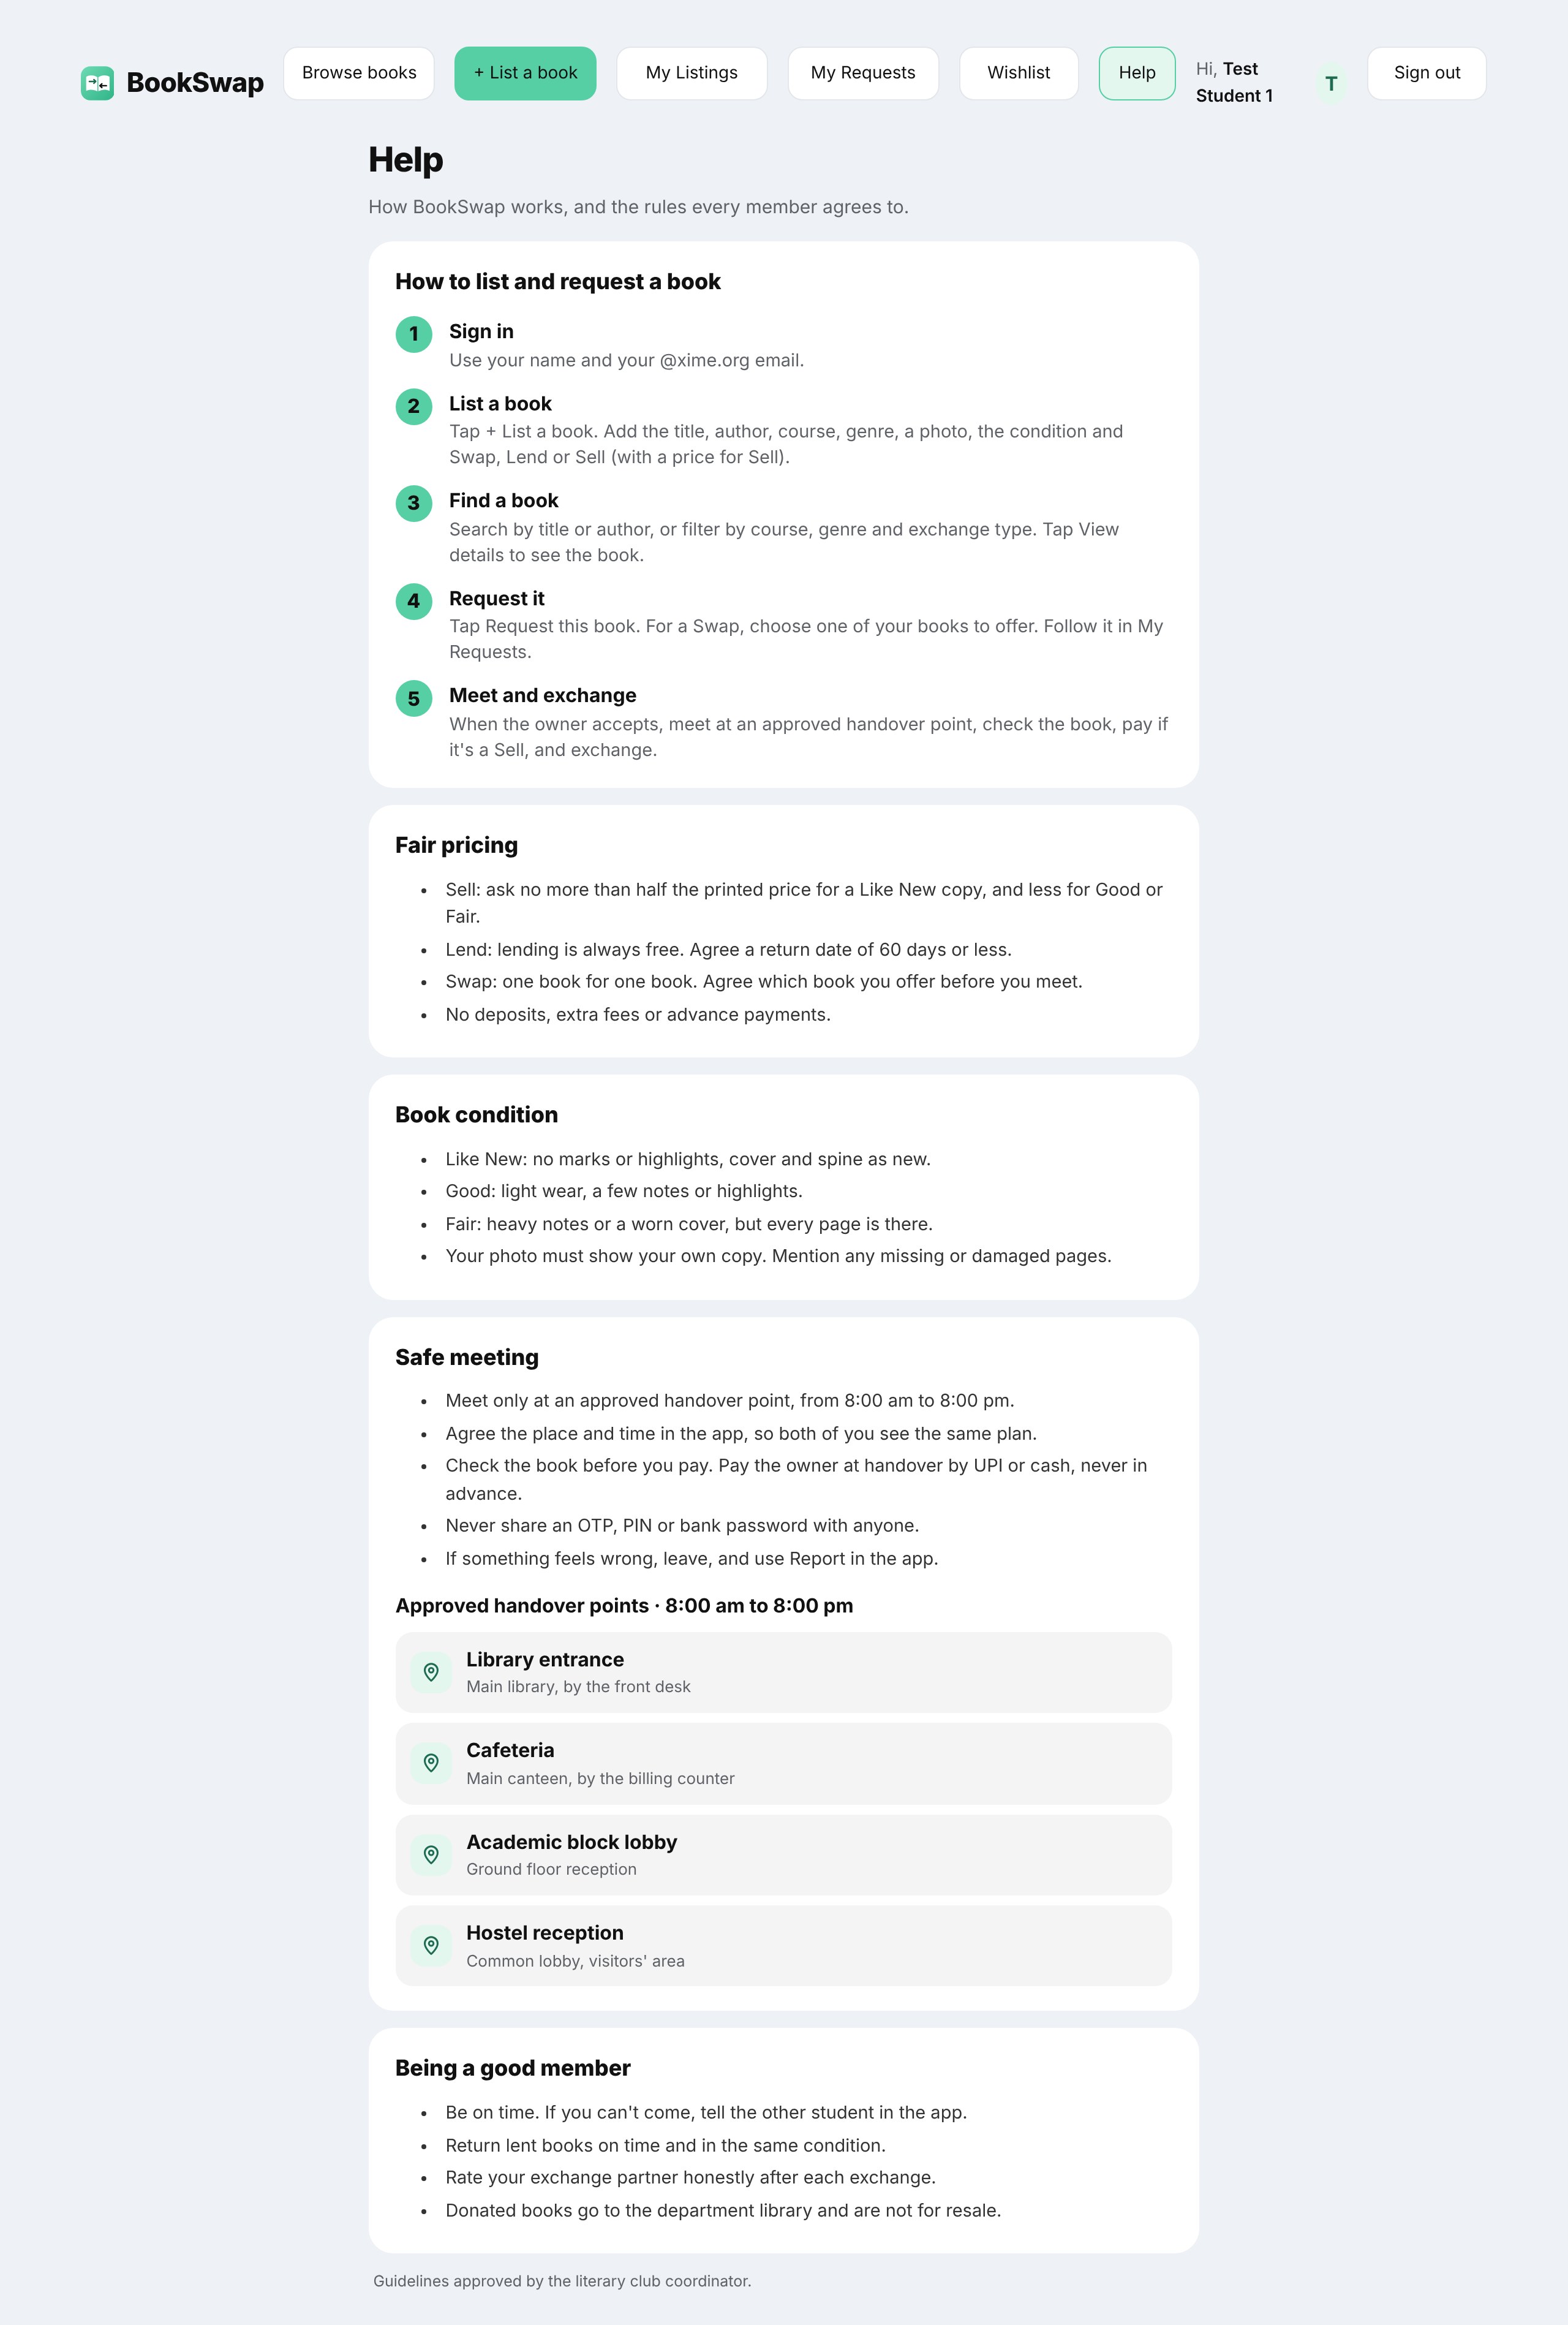 BookSwap
Browse books
+ List a book
My Listings
My Requests
Wishlist
Help
Hi, Test
Student 1
T
Sign out
Help
How BookSwap works, and the rules every member agrees to.
How to list and request a book
1
Sign in
Use your name and your @xime.org email.
2
List a book
Tap + List a book. Add the title, author, course, genre, a photo, the condition and
Swap, Lend or Sell (with a price for Sell).
3
Find a book
Search by title or author, or filter by course, genre and exchange type. Tap View
details to see the book.
4
Request it
Tap Request this book. For a Swap, choose one of your books to offer. Follow it in My
Requests.
5
Meet and exchange
When the owner accepts, meet at an approved handover point, check the book, pay if
it's a Sell, and exchange.
Fair pricing
• Sell: ask no more than half the printed price for a Like New copy, and less for Good or
Fair.
• Lend: lending is always free. Agree a return date of 60 days or less.
• Swap: one book for one book. Agree which book you offer before you meet.
• No deposits, extra fees or advance payments.
Book condition
• Like New: no marks or highlights, cover and spine as new.
• Good: light wear, a few notes or highlights.
• Fair: heavy notes or a worn cover, but every page is there.
• Your photo must show your own copy. Mention any missing or damaged pages.
Safe meeting
• Meet only at an approved handover point, from 8:00 am to 8:00 pm.
• Agree the place and time in the app, so both of you see the same plan.
• Check the book before you pay. Pay the owner at handover by UPI or cash, never in
advance.
• Never share an OTP, PIN or bank password with anyone.
• If something feels wrong, leave, and use Report in the app.
Approved handover points · 8:00 am to 8:00 pm
Library entrance
Main library, by the front desk
Cafeteria
Main canteen, by the billing counter
Academic block lobby
Ground floor reception
Hostel reception
Common lobby, visitors' area
Being a good member
• Be on time. If you can't come, tell the other student in the app.
• Return lent books on time and in the same condition.
• Rate your exchange partner honestly after each exchange.
• Donated books go to the department library and are not for resale.
Guidelines approved by the literary club coordinator.